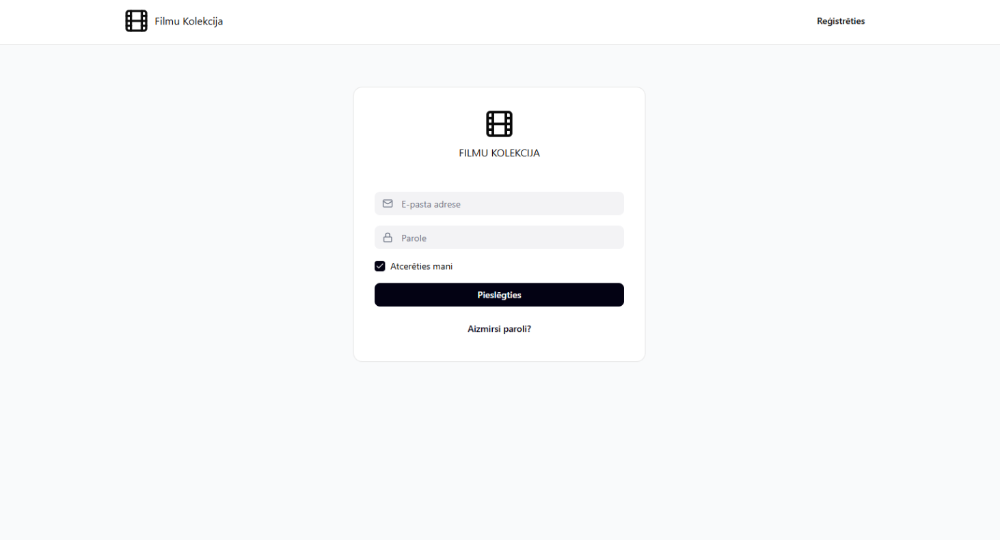 Filmu Kolekcija
Reģistrēties
FILMU KOLEKCIJA
E-pasta adrese
Parole
Atcerēties mani
Pieslēgties
Aizmirsi paroli?